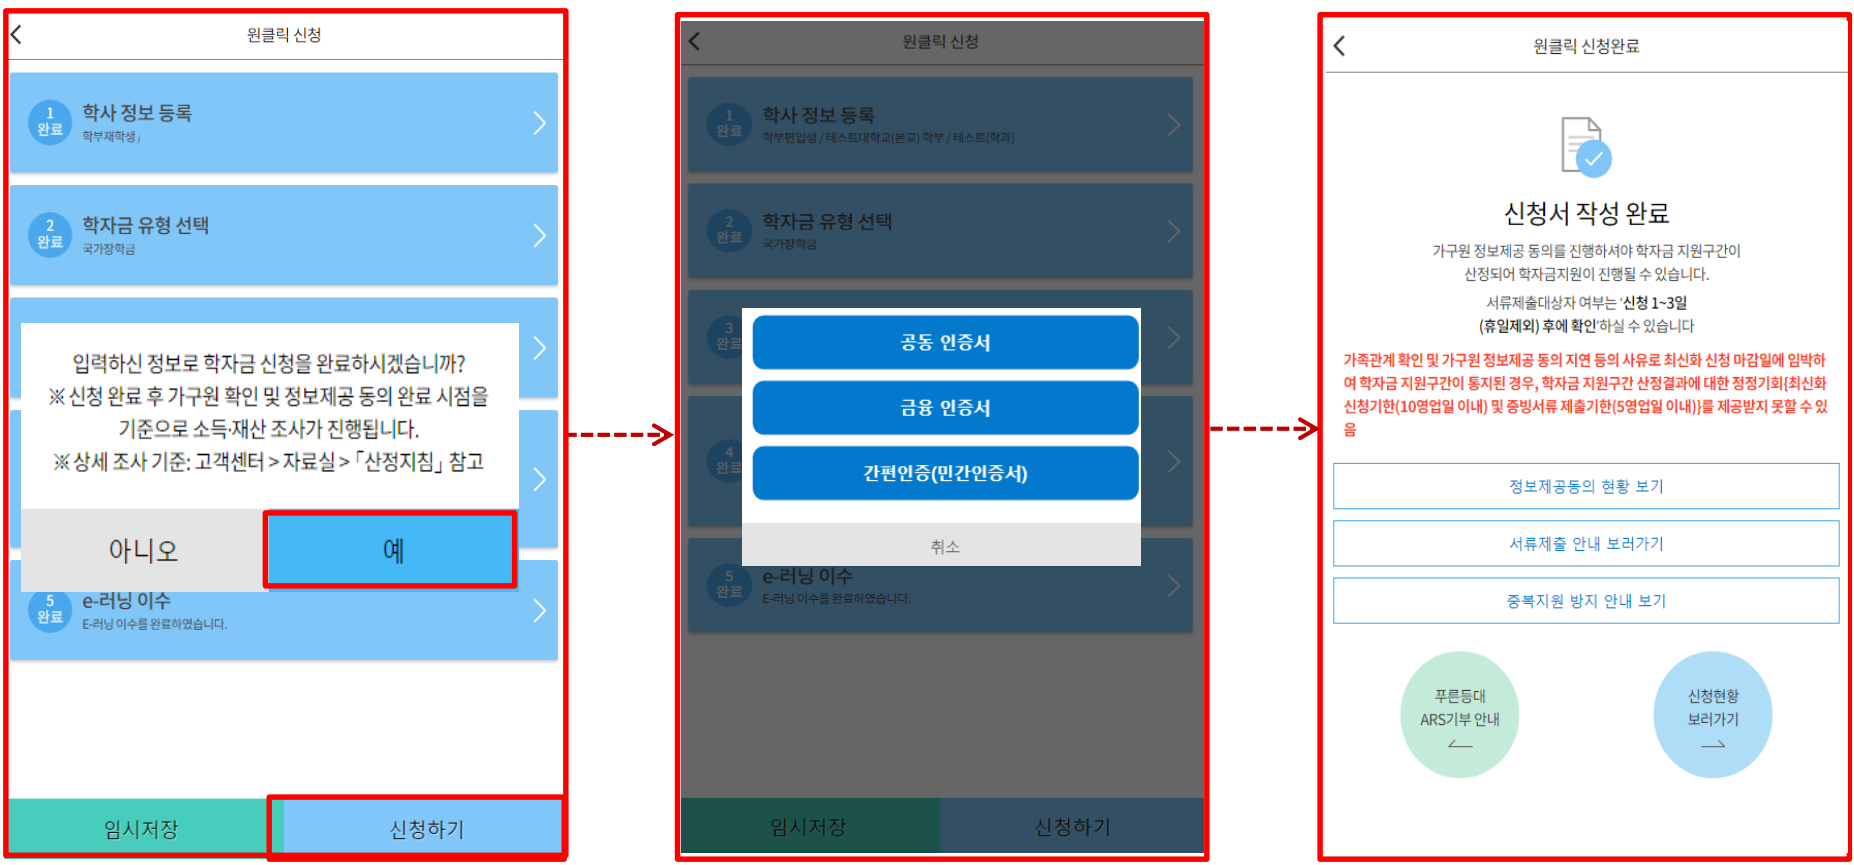 원클릭 신청
1
완료
학사 정보 등록
학부재학생 /
2
완료
학자금 유형 선택
국가장학금
입력하신 정보로 학자금 신청을 완료하시겠습니까?
※ 신청 완료 후 가구원 확인 및 정보제공 동의 완료 시점을
기준으로 소득·재산 조사가 진행됩니다.
※ 상세 조사 기준: 고객센터 > 자료실 > 「산정지침」 참고
아니오
예
5
완료
e-러닝 이수
E-러닝 이수를 완료하였습니다.
임시저장
신청하기
원클릭 신청
1
완료
학사 정보 등록
학부편입생 / 테스트대학교(본교) 학부 / 테스트(학과)
2
완료
학자금 유형 선택
국가장학금
3
완료
공동 인증서
금융 인증서
4
완료
간편인증(민간인증서)
취소
5
완료
e-러닝 이수
E-러닝 이수를 완료하였습니다.
임시저장
신청하기
원클릭 신청완료
신청서 작성 완료
가구원 정보제공 동의를 진행하셔야 학자금 지원구간이
산정되어 학자금지원이 진행될 수 있습니다.
서류제출대상자 여부는 '신청 1~3일
(휴일제외) 후에 확인'하실 수 있습니다
가족관계 확인 및 가구원 정보제공 동의 지연 등의 사유로 최신화 신청 마감일에 임박하
여 학자금 지원구간이 통지된 경우, 학자금 지원구간 산정결과에 대한 정정기회{최신화
신청기한(10영업일 이내) 및 증빙서류 제출기한(5영업일 이내)}를 제공받지 못할 수 있
음
정보제공동의 현황 보기
서류제출 안내 보러가기
중복지원 방지 안내 보기
푸른등대
ARS기부 안내
신청현황
보러가기